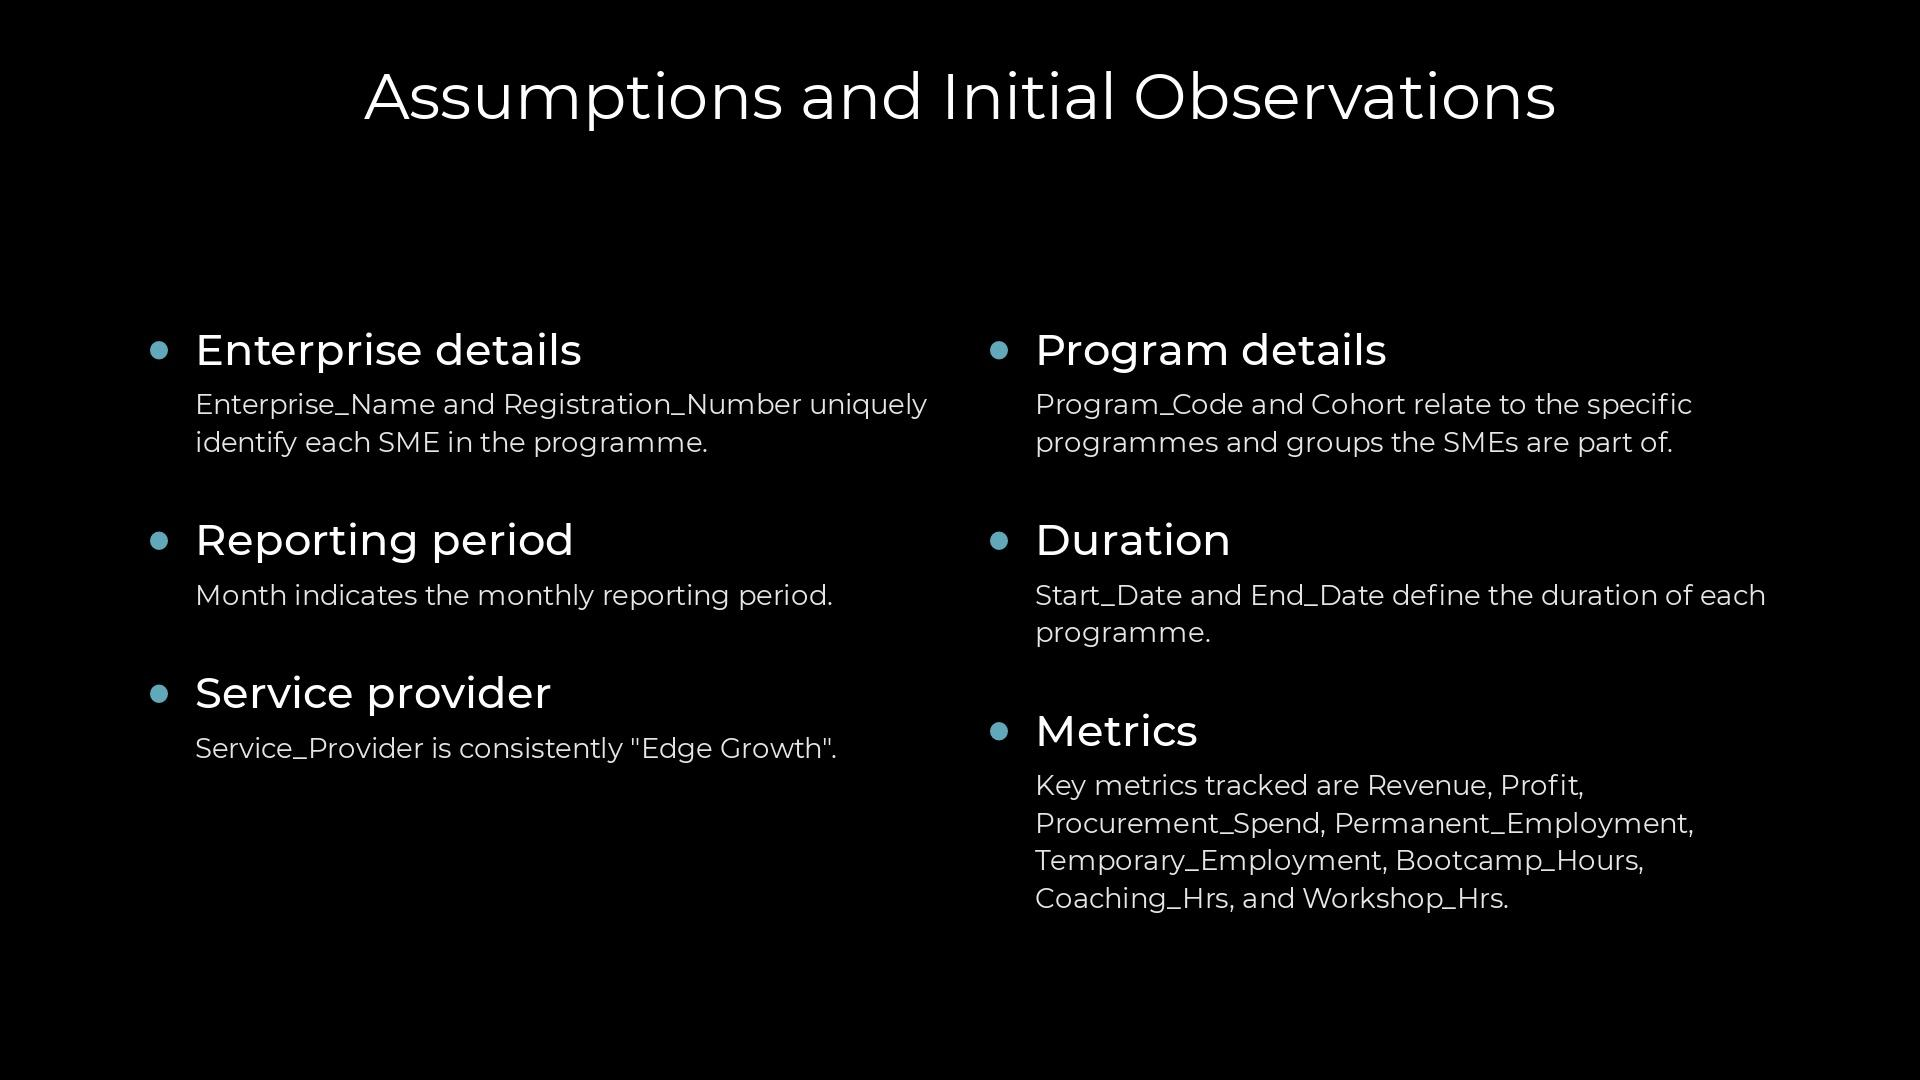 Assumptions and Initial Observations
Enterprise details
Enterprise_Name and Registration_Number uniquely
identify each SME in the programme.
Reporting period
Month indicates the monthly reporting period.
Service provider
Service_Provider is consistently "Edge Growth".
Program details
Program_Code and Cohort relate to the specific
programmes and groups the SMEs are part of.
Duration
Start_Date and End_Date define the duration of each
programme.
Metrics
Key metrics tracked are Revenue, Profit,
Procurement_Spend, Permanent_Employment,
Temporary_Employment, Bootcamp_Hours,
Coaching_Hrs, and Workshop_Hrs.